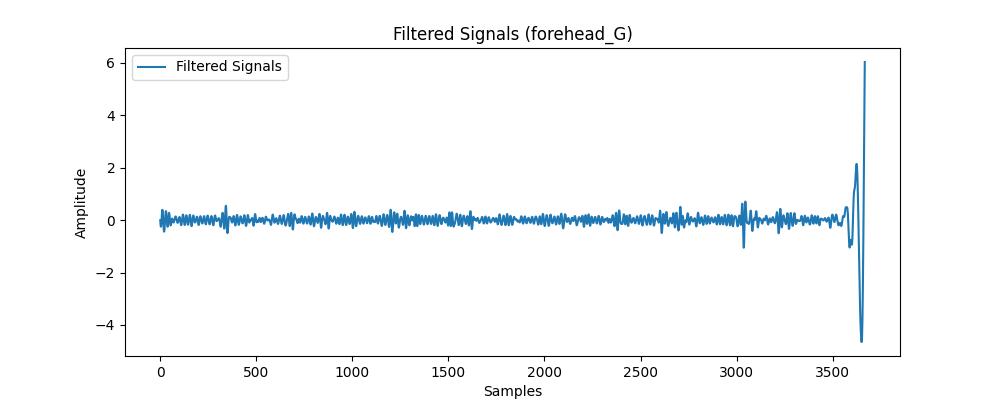 Filtered Signals (forehead_G)
Filtered Signals
6
4
2
0
−2
−4
Amplitude
0 500 1000 1500 2000 2500 3000 3500
Samples